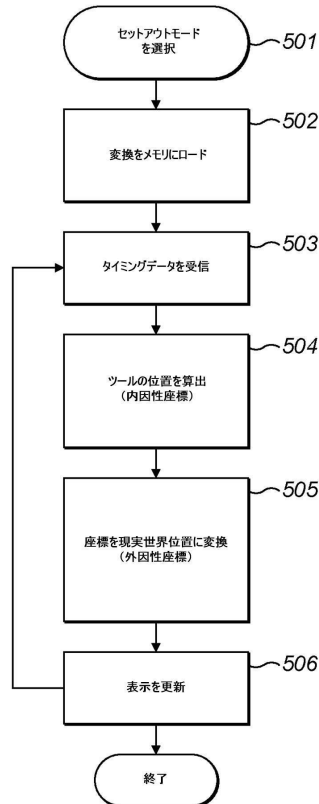 セットアウトモード
を選択
501
変換をメモリにロード
502
タイミングデータを受信
503
ツールの位置を算出
(内因性座標)
504
座標を現実世界位置に変換
(外因性座標)
505
表示を更新
506
終了